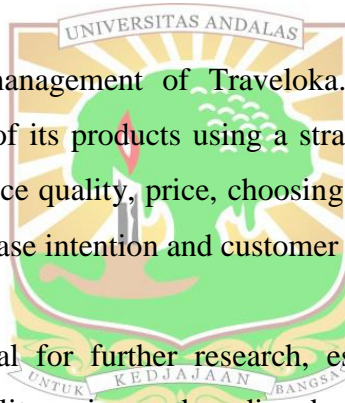 UNIVERSITAS ANDALAS
management of Traveloka.
of its products using a stra
ce quality, price, choosing
ase intention and customer
al for further research, es
UNTUK KEDJAJAAN BANGSA